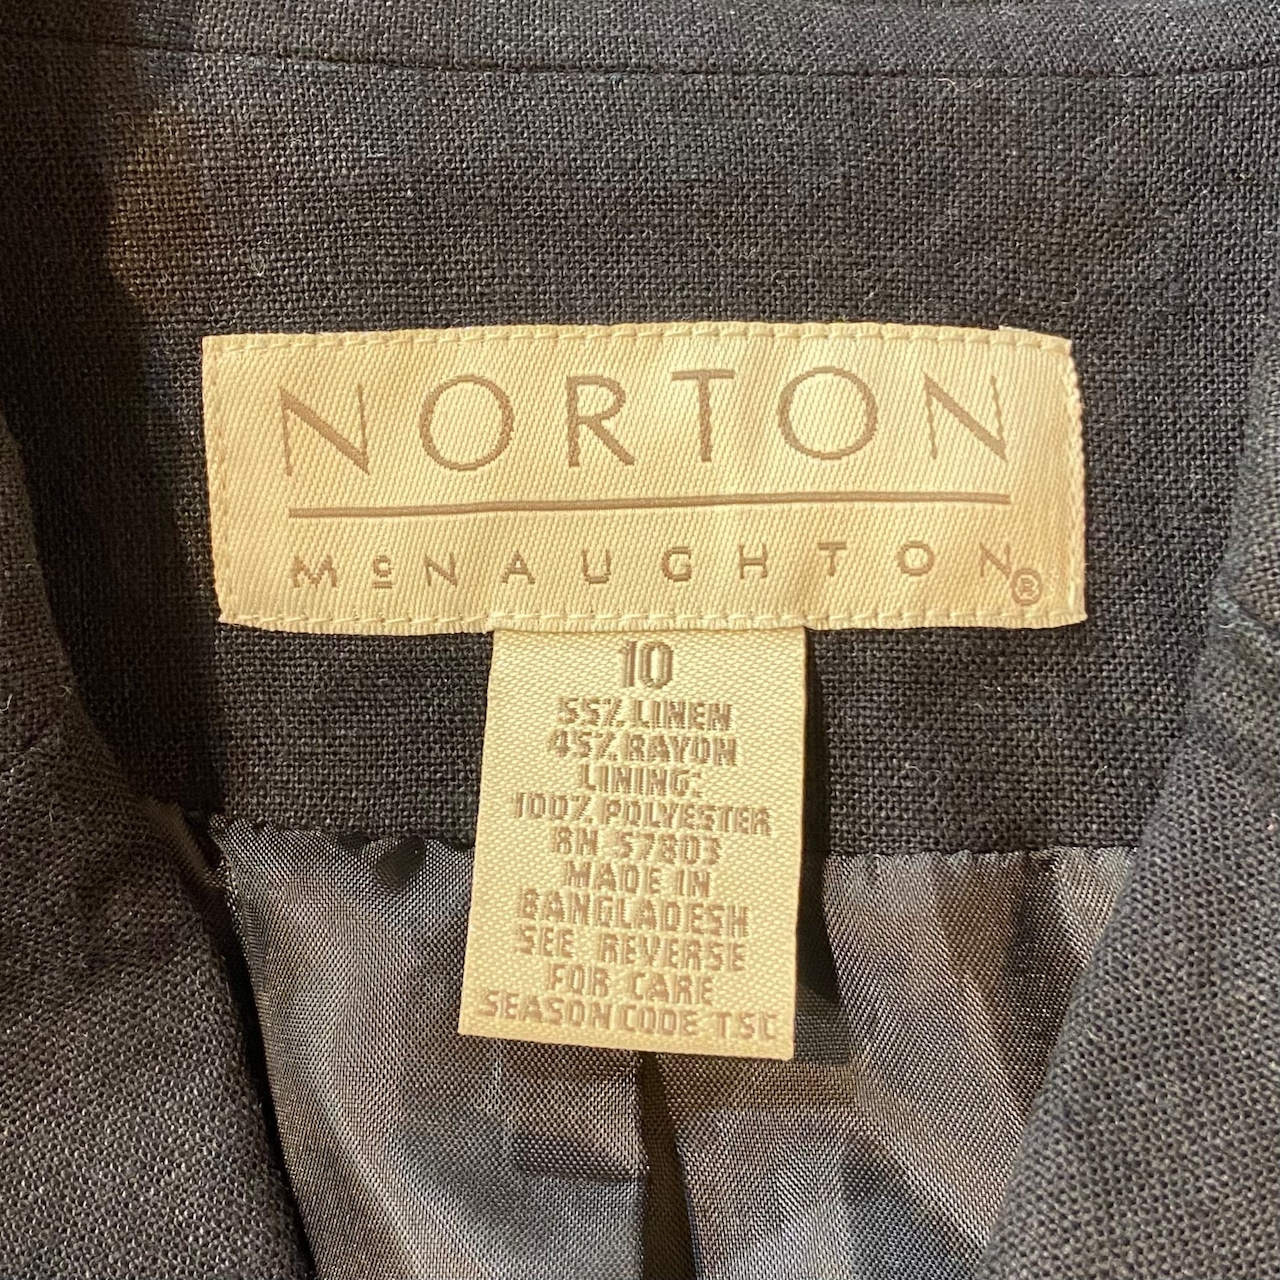 NORTON
McNAUGHTON®
10
55% LINEN
45% RAYON
LINING:
100% POLYESTER
RN 57803
MADE IN
BANGLADESH
SEE REVERSE
FOR CARE
SEASON CODE TSC